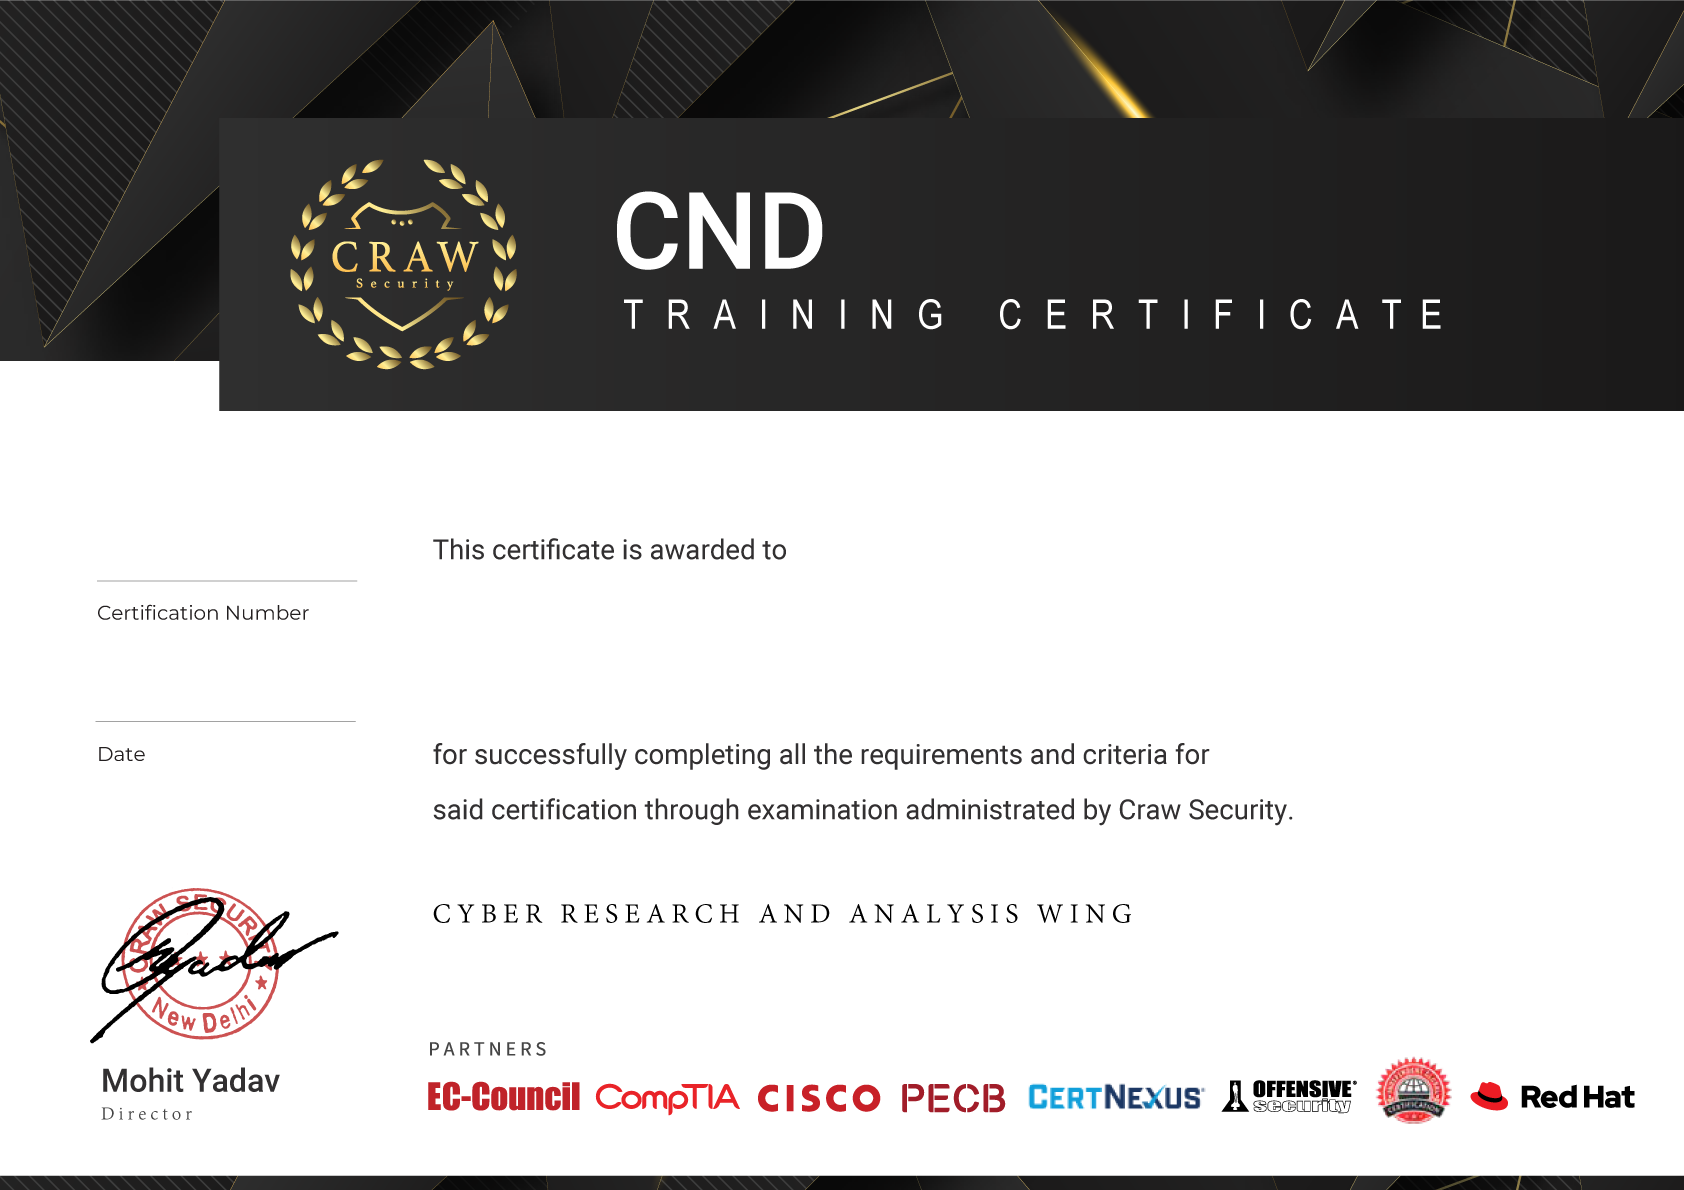 CRAW
Security
CND
TRAINING CERTIFICATE
This certificate is awarded to
Certification Number
Date
for successfully completing all the requirements and criteria for
said certification through examination administrated by Craw Security.
CYBER RESEARCH AND ANALYSIS WING
CRAW SECURITY
New Delhi
Mohit Yadav
Director
PARTNERS
EC-Council CompTIA CISCO PECB CERTNEXUS OFFENSIVE security CERTIFICATION Red Hat